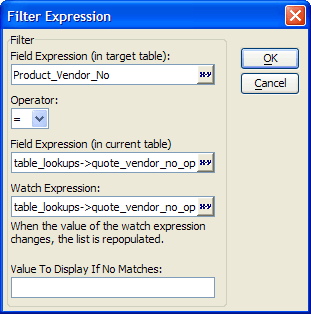 Filter Expression
Filter
Field Expression (in target table):
Product_Vendor_No
OK
Cancel
Operator:
=
Field Expression (in current table)
table_lookups->quote_vendor_no_op
Watch Expression:
table_lookups->quote_vendor_no_op
When the value of the watch expression
changes, the list is repopulated.
Value To Display If No Matches: